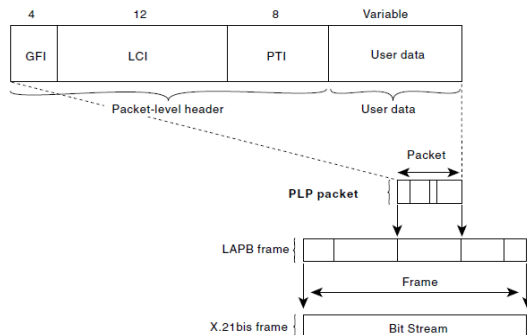 4 12 8 Variable
GFI LCI PTI User data
Packet-level header User data
Packet
PLP packet
LAPB frame
Frame
X.21bis frame Bit Stream